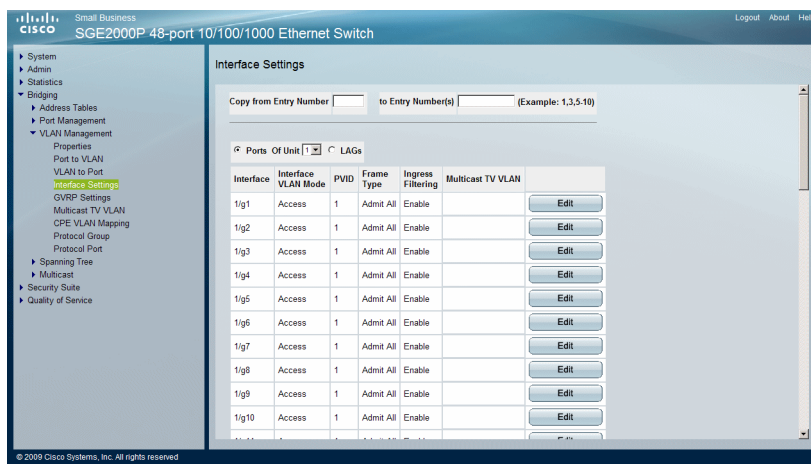 Small Business
CISCO SGE2000P 48-port 10/100/1000 Ethernet Switch
Logout About Hel
System
Admin
Statistics
Bridging
Address Tables
Port Management
VLAN Management
Properties
Port to VLAN
VLAN to Port
Interface Settings
GVRP Settings
Multicast TV VLAN
CPE VLAN Mapping
Protocol Group
Protocol Port
Spanning Tree
Multicast
Security Suite
Quality of Service
Interface Settings
Copy from Entry Number to Entry Number(s) (Example: 1,3,5-10)
Ports Of Unit 1 LAGs
Interface Interface VLAN Mode PVID Frame Type Ingress Filtering Multicast TV VLAN
1/g1 Access 1 Admit All Enable Edit
1/g2 Access 1 Admit All Enable Edit
1/g3 Access 1 Admit All Enable Edit
1/g4 Access 1 Admit All Enable Edit
1/g5 Access 1 Admit All Enable Edit
1/g6 Access 1 Admit All Enable Edit
1/g7 Access 1 Admit All Enable Edit
1/g8 Access 1 Admit All Enable Edit
1/g9 Access 1 Admit All Enable Edit
1/g10 Access 1 Admit All Enable Edit
© 2009 Cisco Systems, Inc. All rights reserved